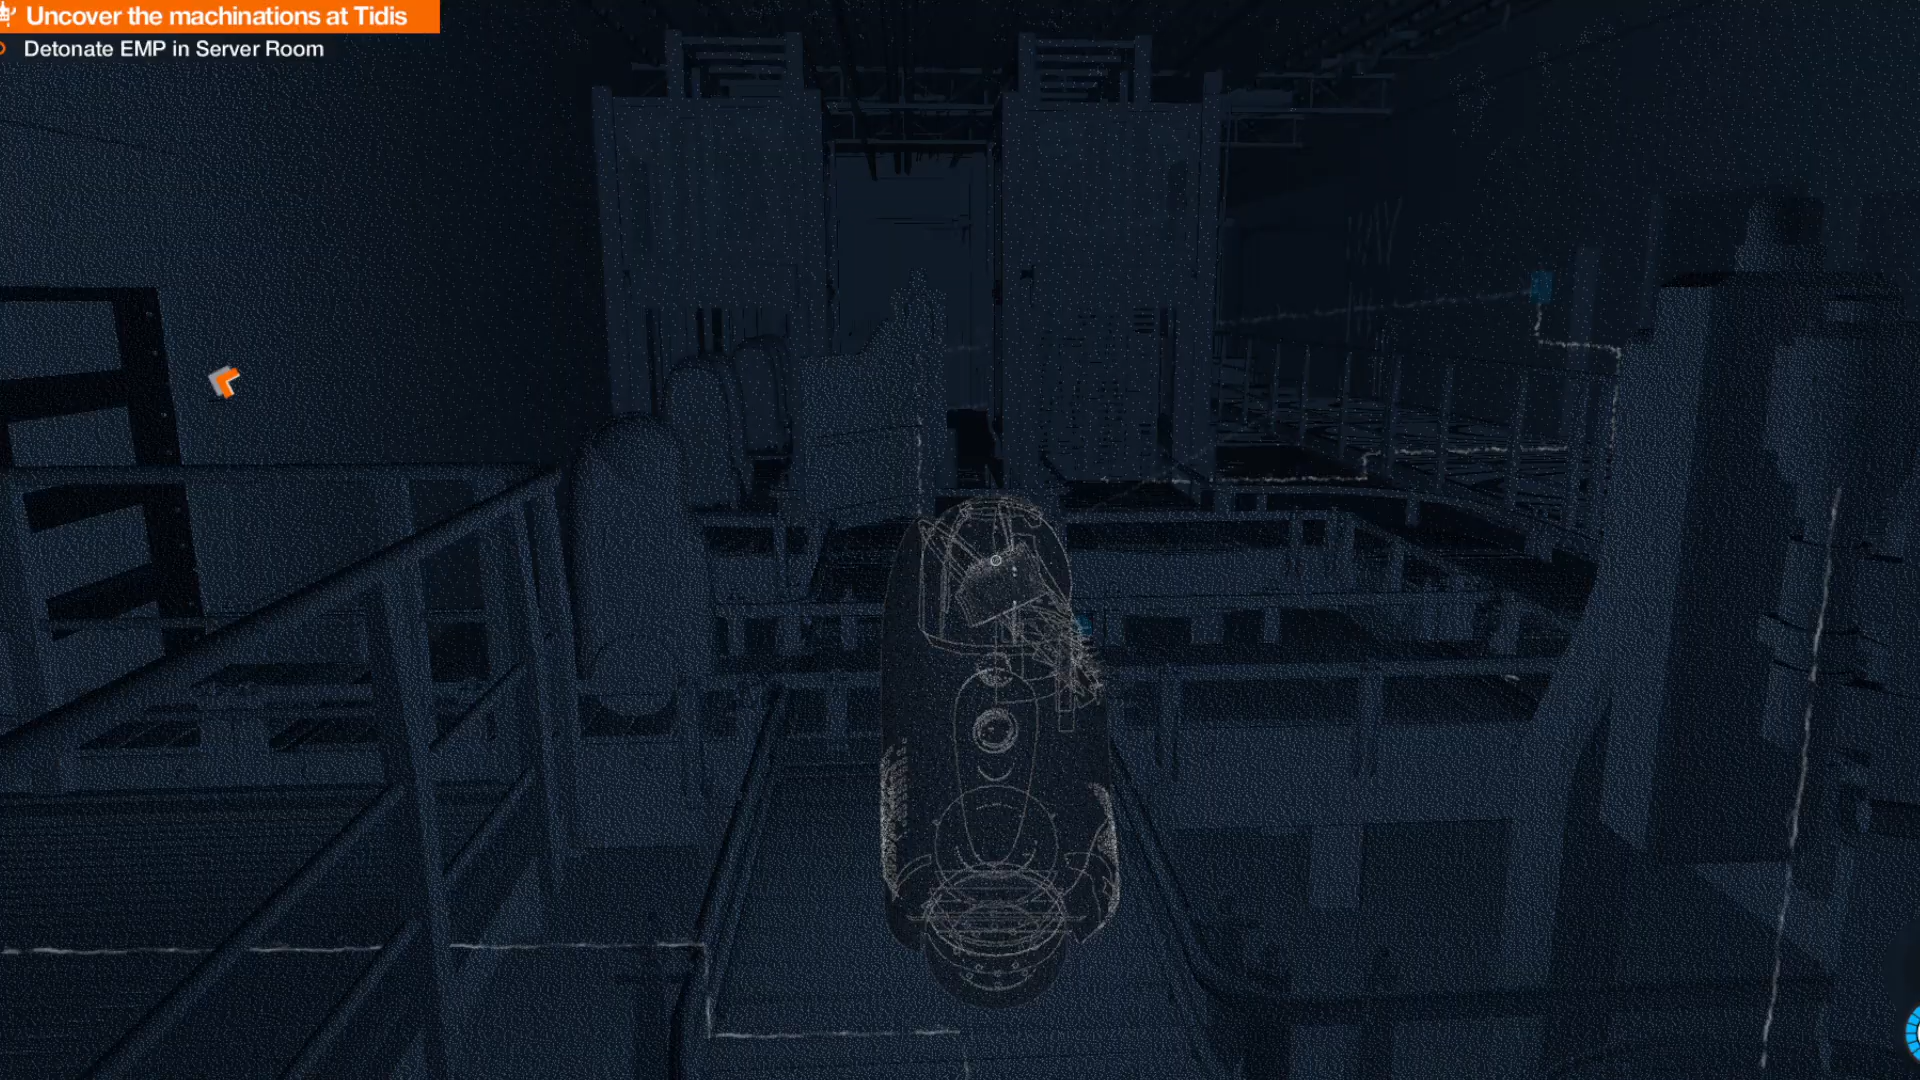 Uncover the machinations at Tidis
Detonate EMP in Server Room